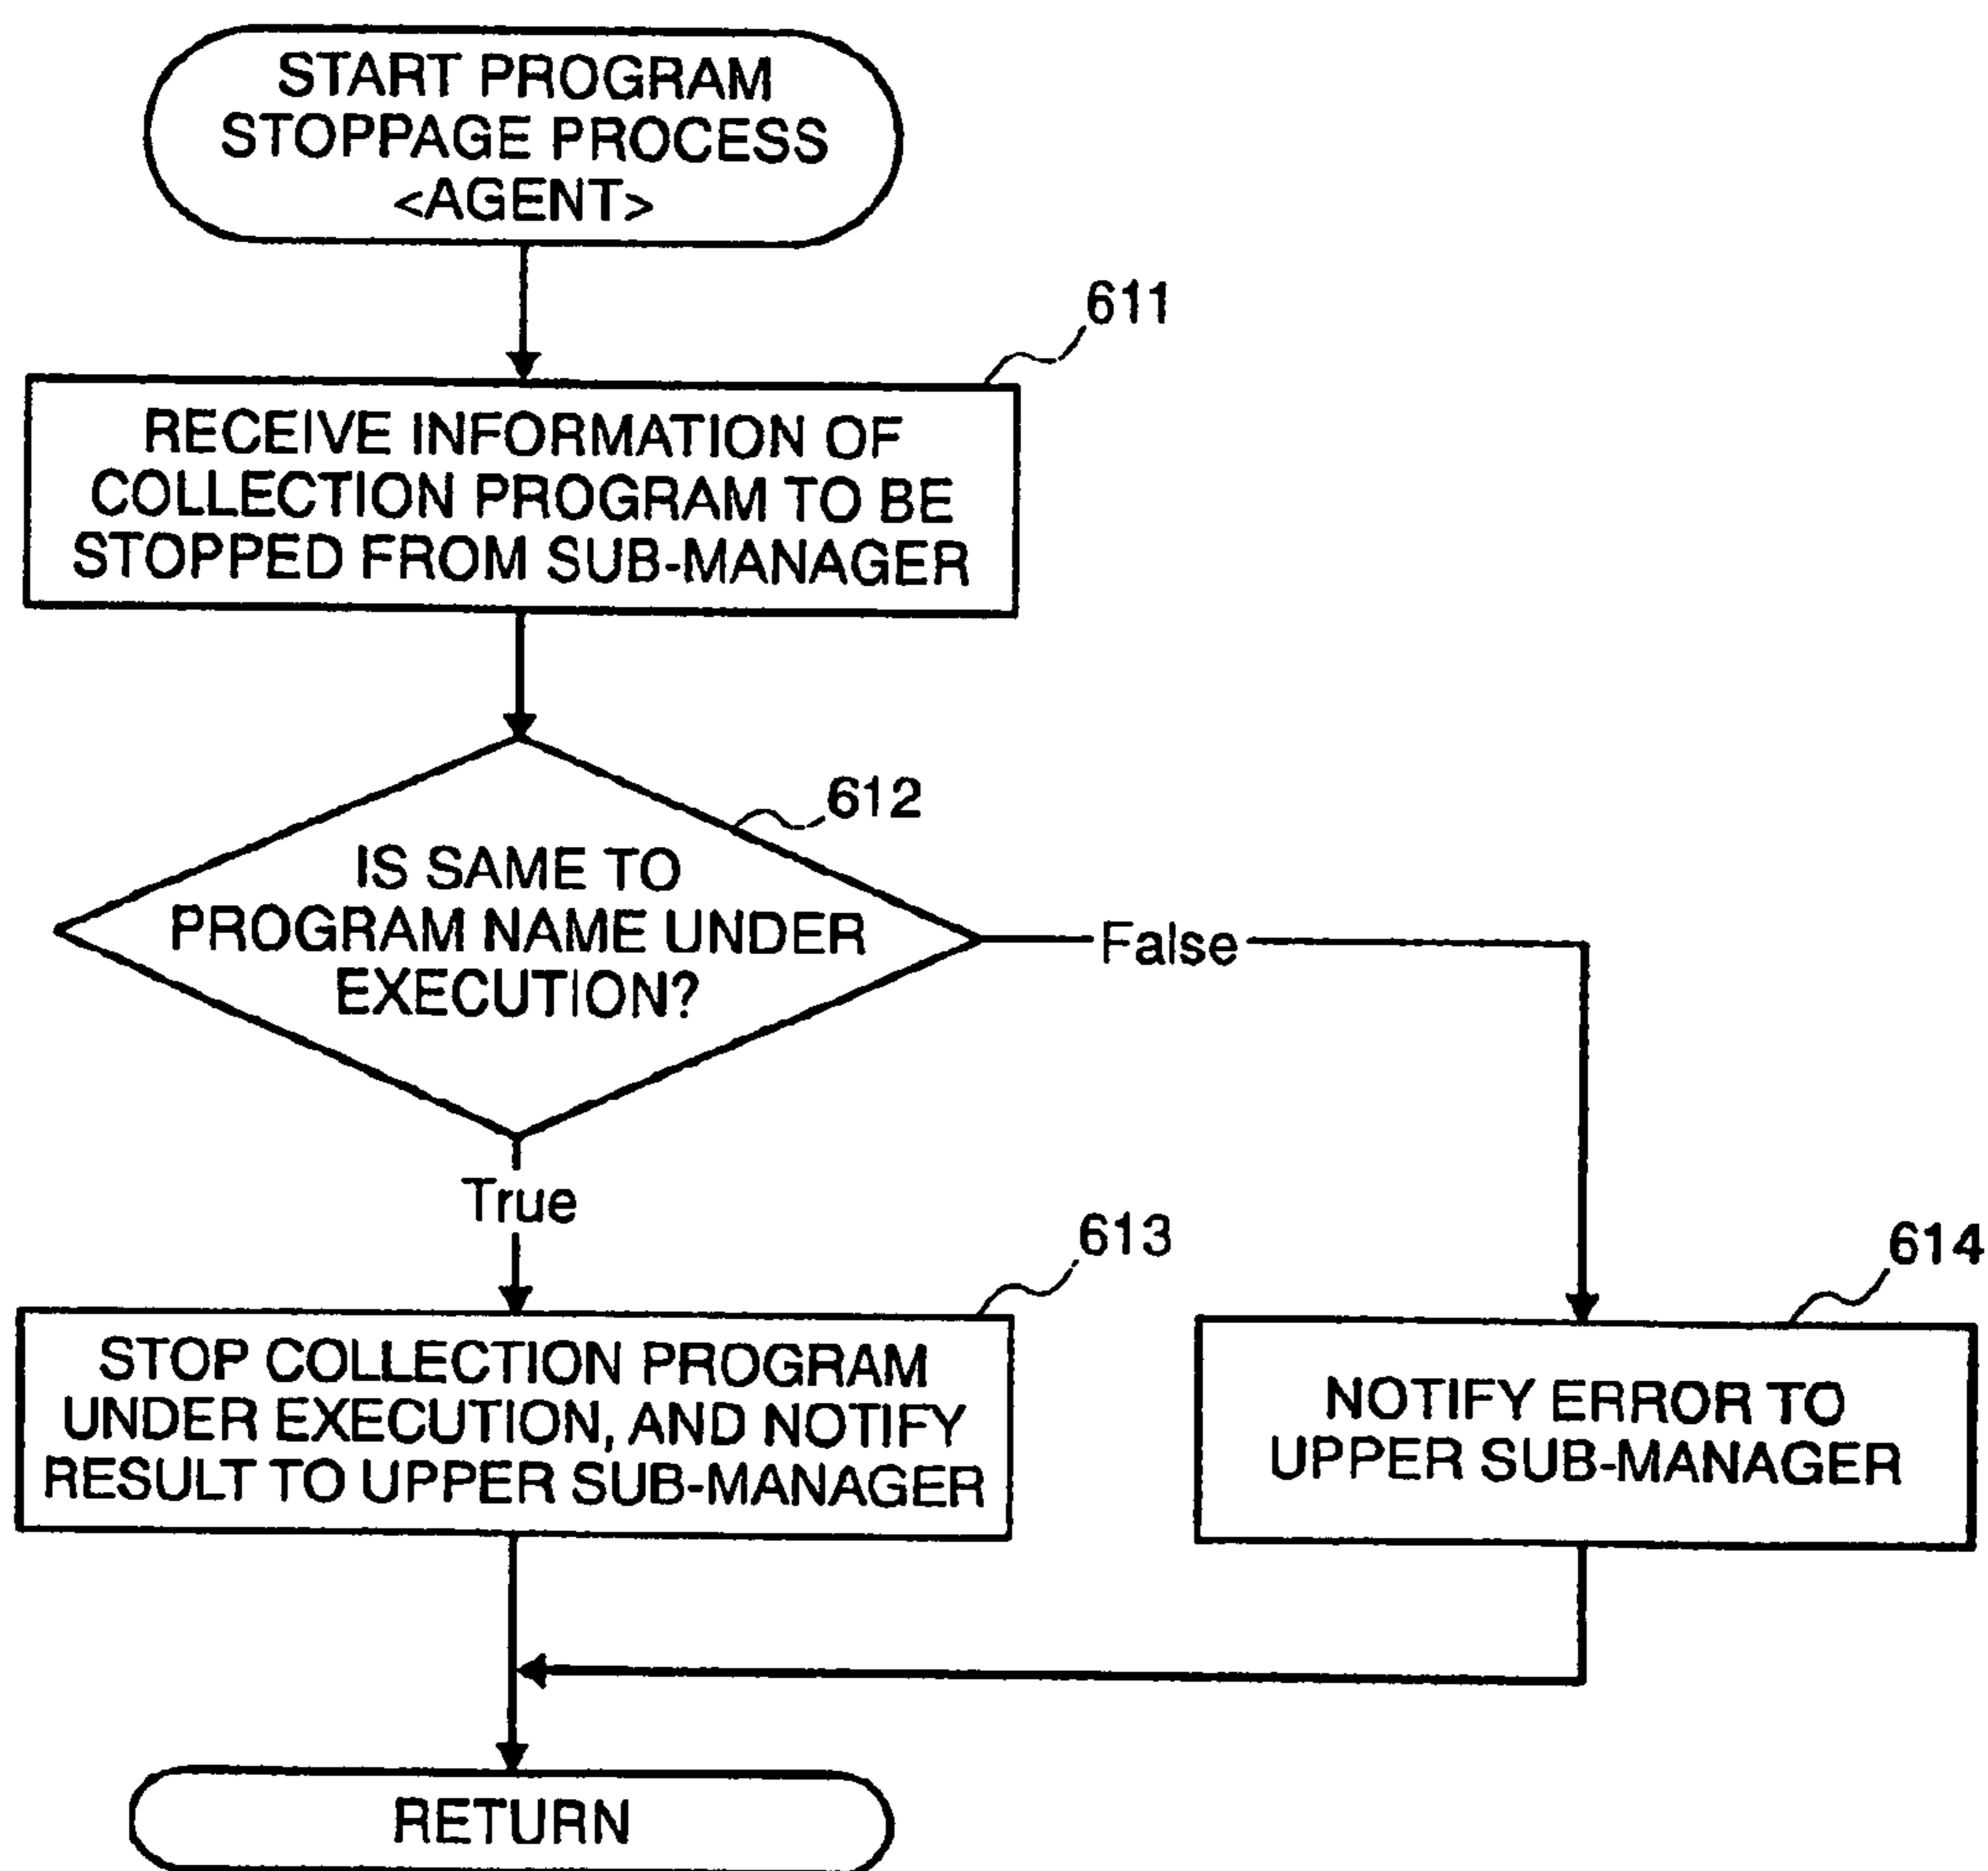 START PROGRAM
STOPPAGE PROCESS
<AGENT>
611
RECEIVE INFORMATION OF
COLLECTION PROGRAM TO BE
STOPPED FROM SUB-MANAGER
612
IS SAME TO
PROGRAM NAME UNDER
EXECUTION?
False
True
613
STOP COLLECTION PROGRAM
UNDER EXECUTION, AND NOTIFY
RESULT TO UPPER SUB-MANAGER
614
NOTIFY ERROR TO
UPPER SUB-MANAGER
RETURN